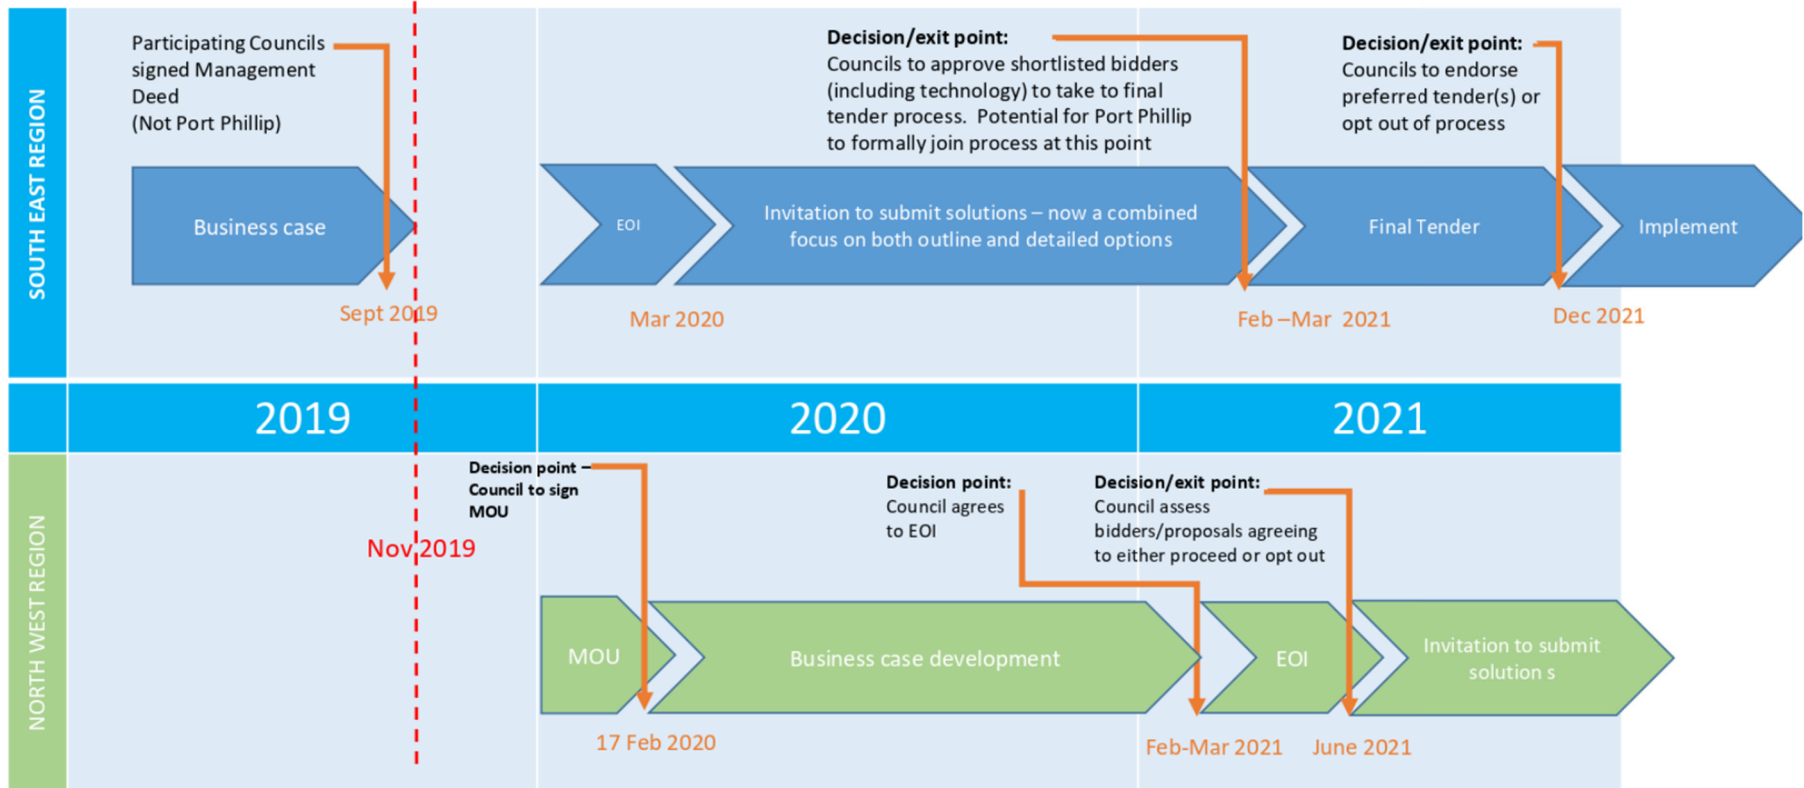 SOUTH EAST REGION
Participating Councils
signed Management
Deed
(Not Port Phillip)
Decision/exit point:
Councils to approve shortlisted bidders
(including technology) to take to final
tender process.  Potential for Port Phillip
to formally join process at this point
Decision/exit point:
Councils to endorse
preferred tender(s) or
opt out of process
Business case
EOI
Invitation to submit solutions – now a combined
focus on both outline and detailed options
Final Tender
Implement
Sept 2019
Mar 2020
Feb –Mar  2021
Dec 2021
2019
2020
2021
NORTH WEST REGION
Decision point –
Council to sign
MOU
Nov 2019
Decision point:
Council agrees
to EOI
Decision/exit point:
Council assess
bidders/proposals agreeing
to either proceed or opt out
MOU
Business case development
EOI
Invitation to submit
solution s
17 Feb 2020
Feb-Mar 2021
June 2021